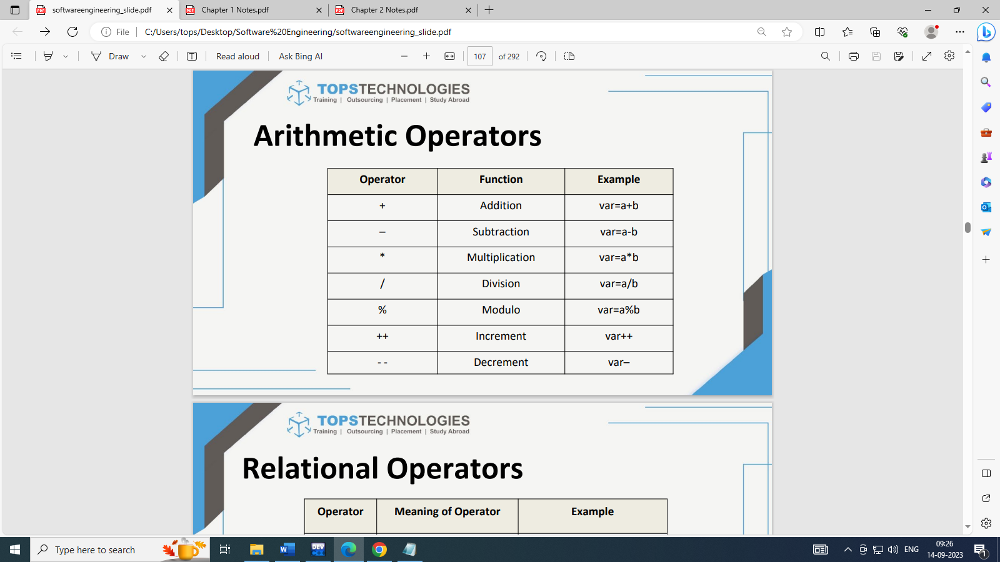 softwareengineering_slide.pdf
Chapter 1 Notes.pdf
Chapter 2 Notes.pdf
File
C:/Users/tops/Desktop/Software%20Engineering/softwareengineering_slide.pdf
Draw
Read aloud
Ask Bing AI
107
of 292
TOPSTECHNOLOGIES
Training | Outsourcing | Placement | Study Abroad
Arithmetic Operators
Operator Function Example
+ Addition var=a+b
– Subtraction var=a-b
* Multiplication var=a*b
/ Division var=a/b
% Modulo var=a%b
++ Increment var++
- - Decrement var–
TOPSTECHNOLOGIES
Training | Outsourcing | Placement | Study Abroad
Relational Operators
Operator Meaning of Operator Example
Type here to search
DEV
ENG
09:26
14-09-2023
1